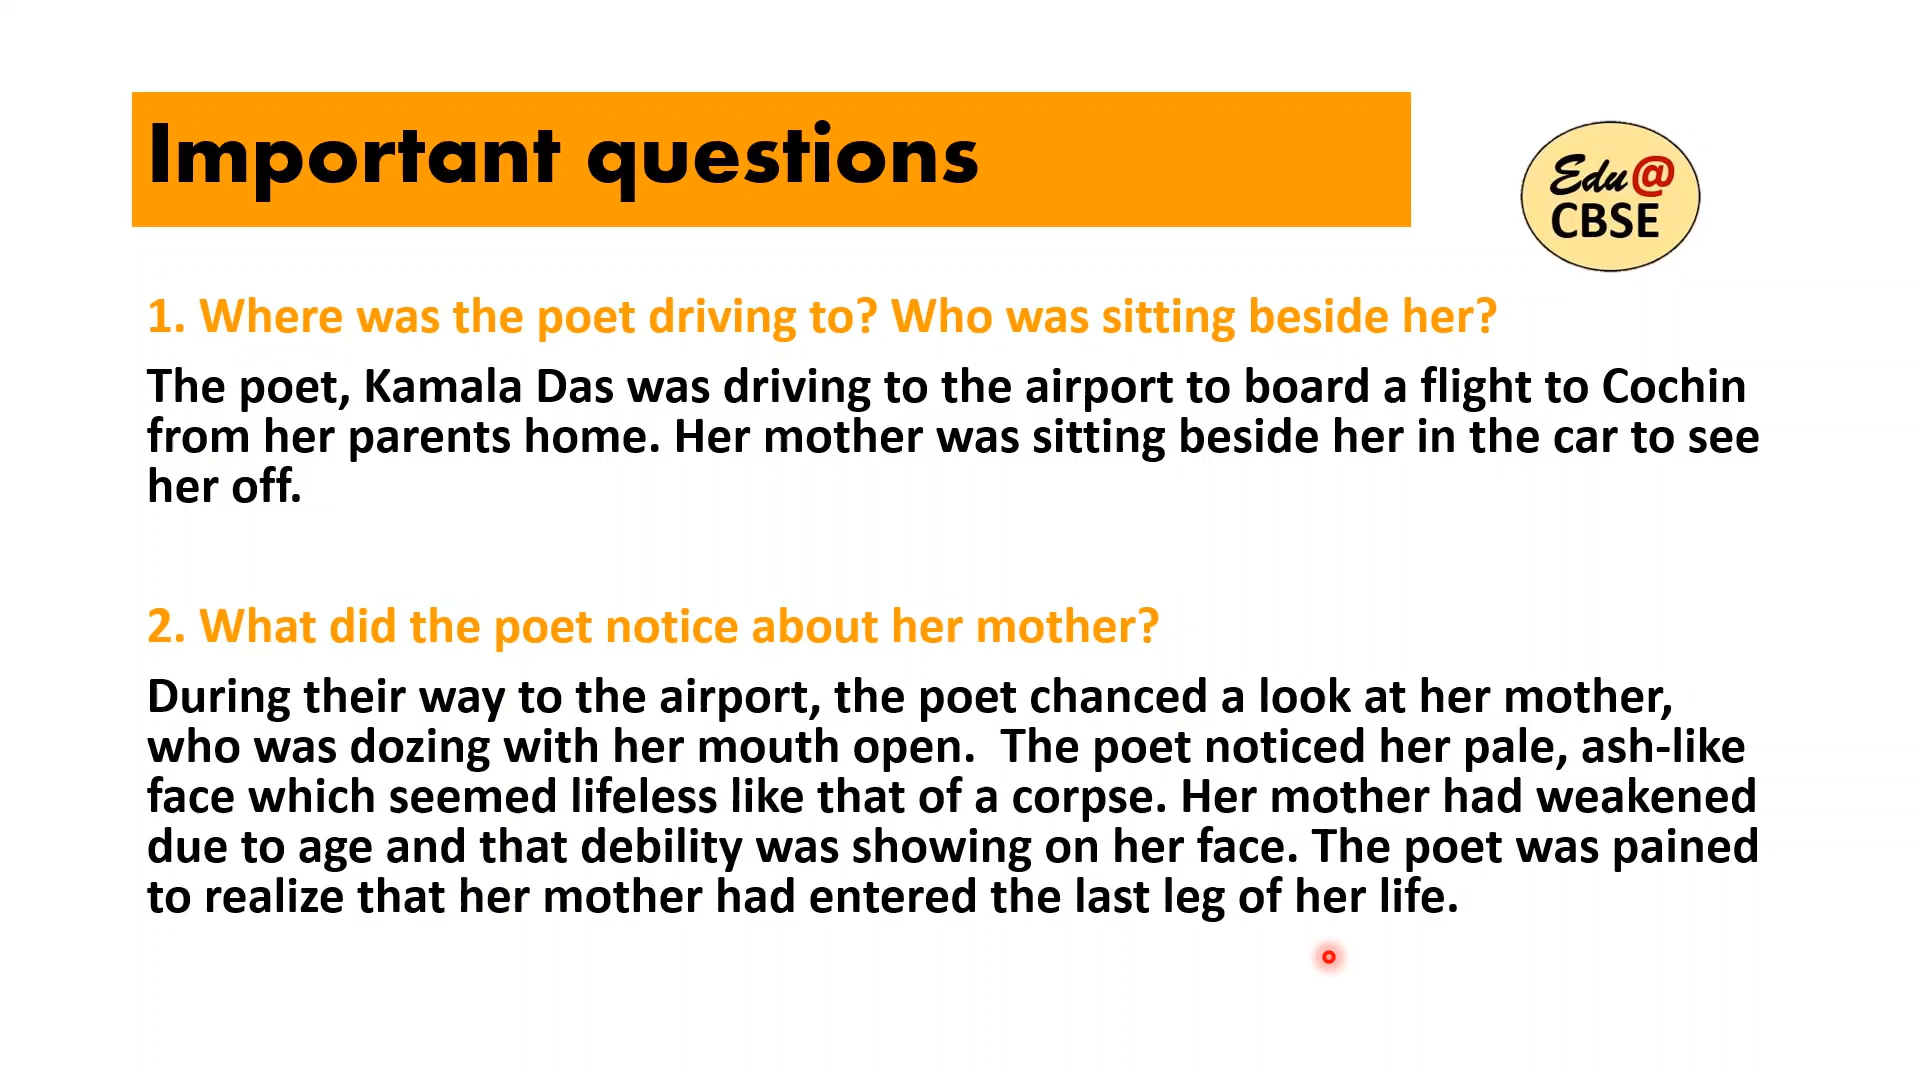 Important questions
Edu@
CBSE
1. Where was the poet driving to? Who was sitting beside her?
The poet, Kamala Das was driving to the airport to board a flight to Cochin
from her parents home. Her mother was sitting beside her in the car to see
her off.
2. What did the poet notice about her mother?
During their way to the airport, the poet chanced a look at her mother,
who was dozing with her mouth open.  The poet noticed her pale, ash-like
face which seemed lifeless like that of a corpse. Her mother had weakened
due to age and that debility was showing on her face. The poet was pained
to realize that her mother had entered the last leg of her life.